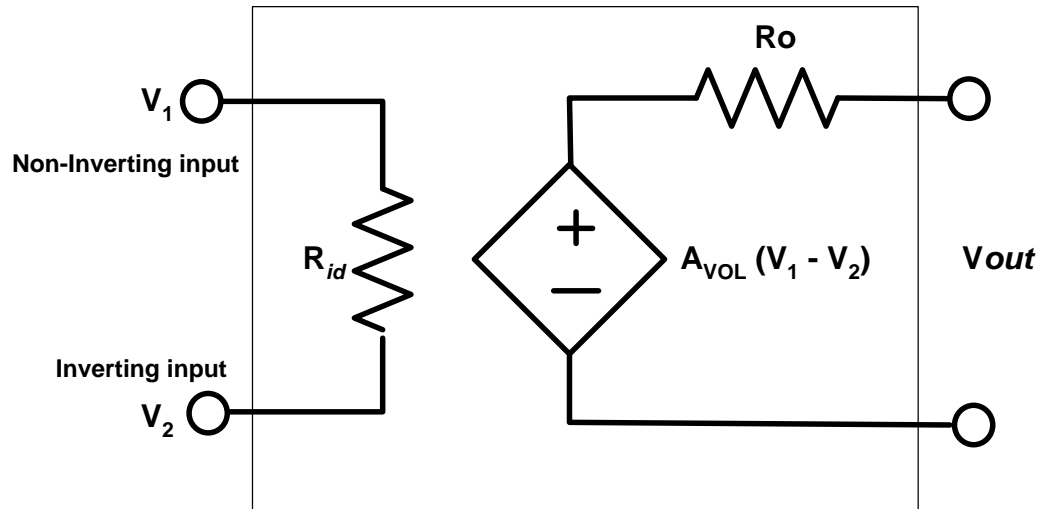 Ro
V1
Non-Inverting input
Rid
AVOL (V1 - V2)
Vout
Inverting input
V2